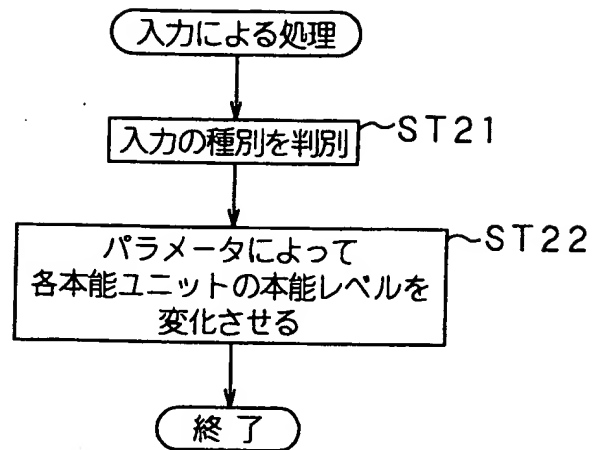 入力による処理
入力の種別を判別
ST21
パラメータによって
各本能ユニットの本能レベルを
変化させる
ST22
終了